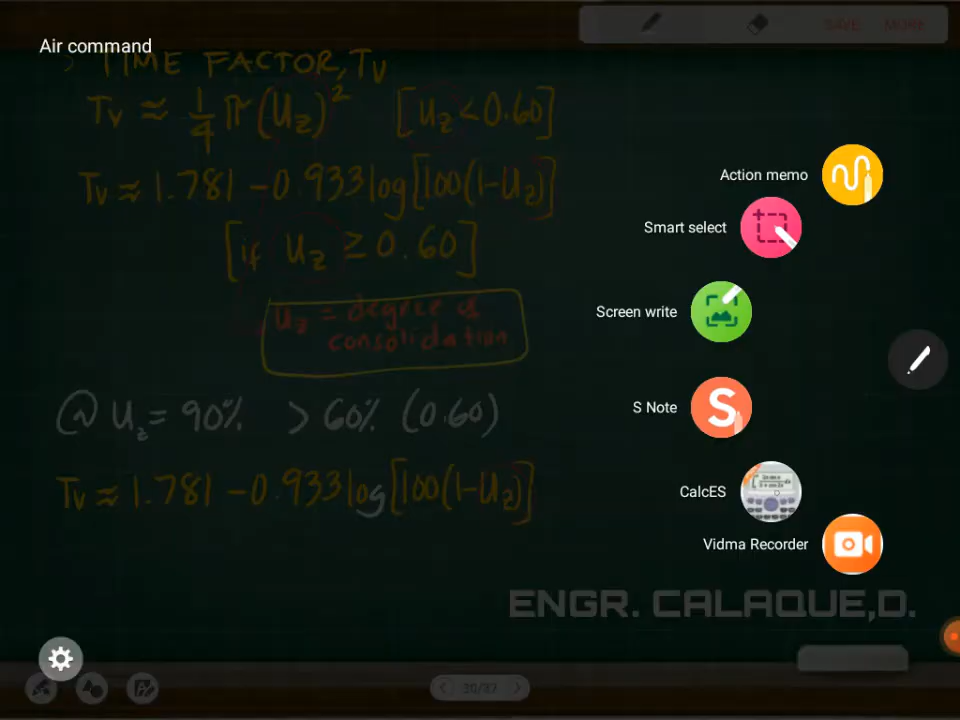 Air command
SAVE MORE
> TIME FACTOR, Tv
Tv ≈ 1/4 π (Uz)² [Uz < 0.60]
Tv ≈ 1.781 - 0.933 log [100(1-Uz)]
[if Uz ≥ 0.60]
Uz = degree of
consolidation
@ Uz = 90% > 60% (0.60)
Tv ≈ 1.781 - 0.933 log [100(1-Uz)]
Action memo
Smart select
Screen write
S Note
CalcES
Vidma Recorder
ENGR. CALAQUE,D.
30/37